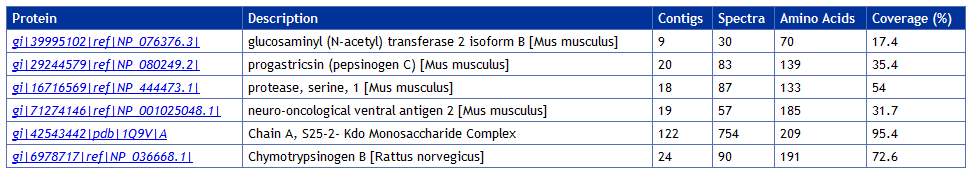 Protein Description Contigs Spectra Amino Acids Coverage (%)
gi|39995102|ref|NP_076376.3| glucosaminyl (N-acetyl) transferase 2 isoform B [Mus musculus] 9 30 70 17.4
gi|29244579|ref|NP_080249.2| progastricsin (pepsinogen C) [Mus musculus] 20 83 139 35.4
gi|16716569|ref|NP_444473.1| protease, serine, 1 [Mus musculus] 18 87 133 54
gi|71274146|ref|NP_001025048.1| neuro-oncological ventral antigen 2 [Mus musculus] 19 57 185 31.7
gi|42543442|pdb|1Q9V|A Chain A, S25-2- Kdo Monosaccharide Complex 122 754 209 95.4
gi|6978717|ref|NP_036668.1| Chymotrypsinogen B [Rattus norvegicus] 24 90 191 72.6